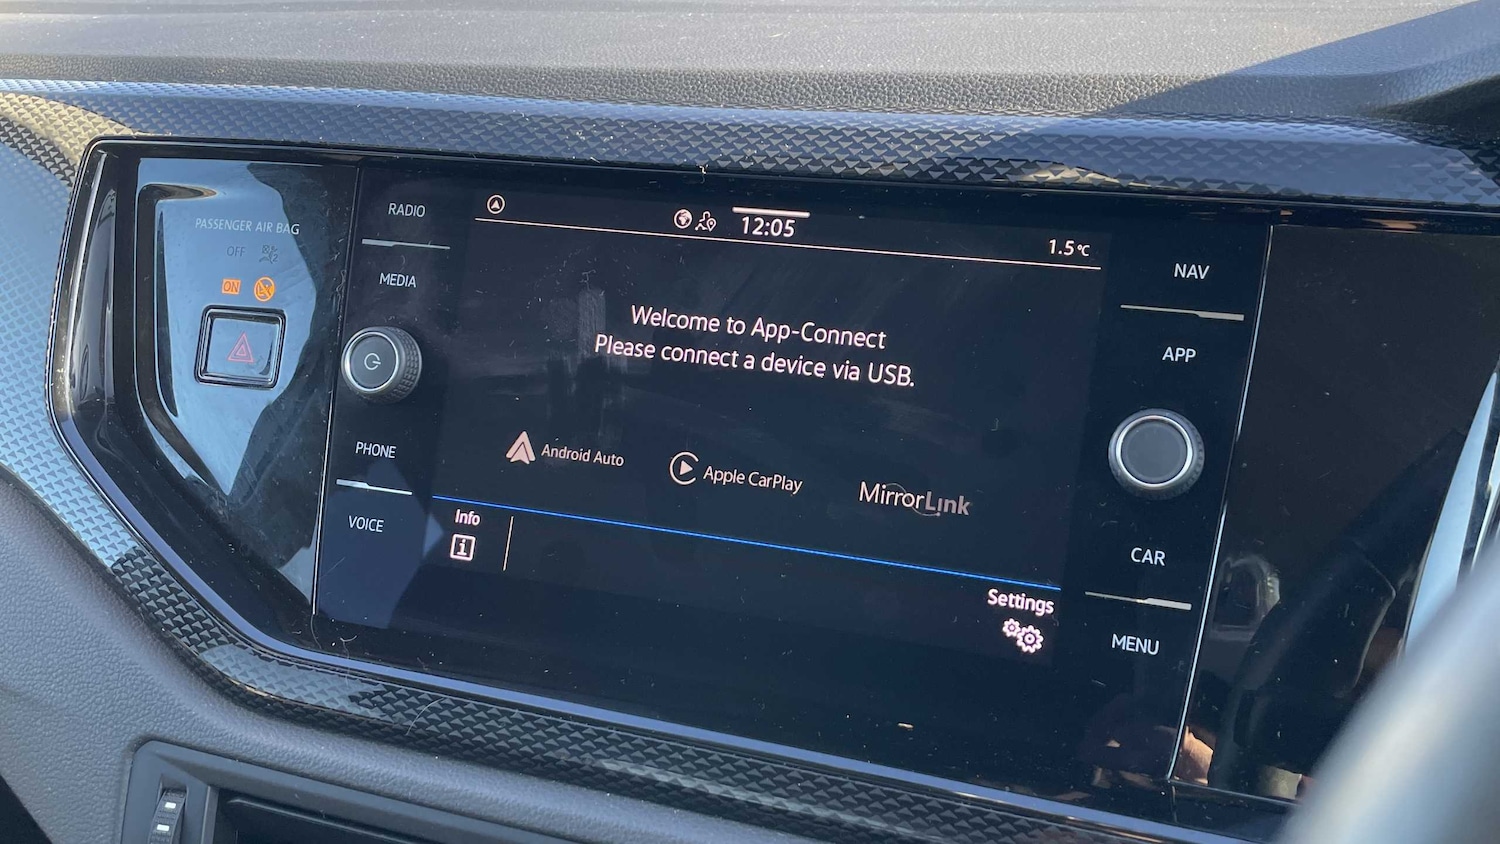 PASSENGER AIR BAG
OFF
ON
RADIO
MEDIA
PHONE
VOICE
12:05
1.5°C
Welcome to App-Connect
Please connect a device via USB.
Android Auto
Apple CarPlay
MirrorLink
Info
Settings
NAV
APP
CAR
MENU